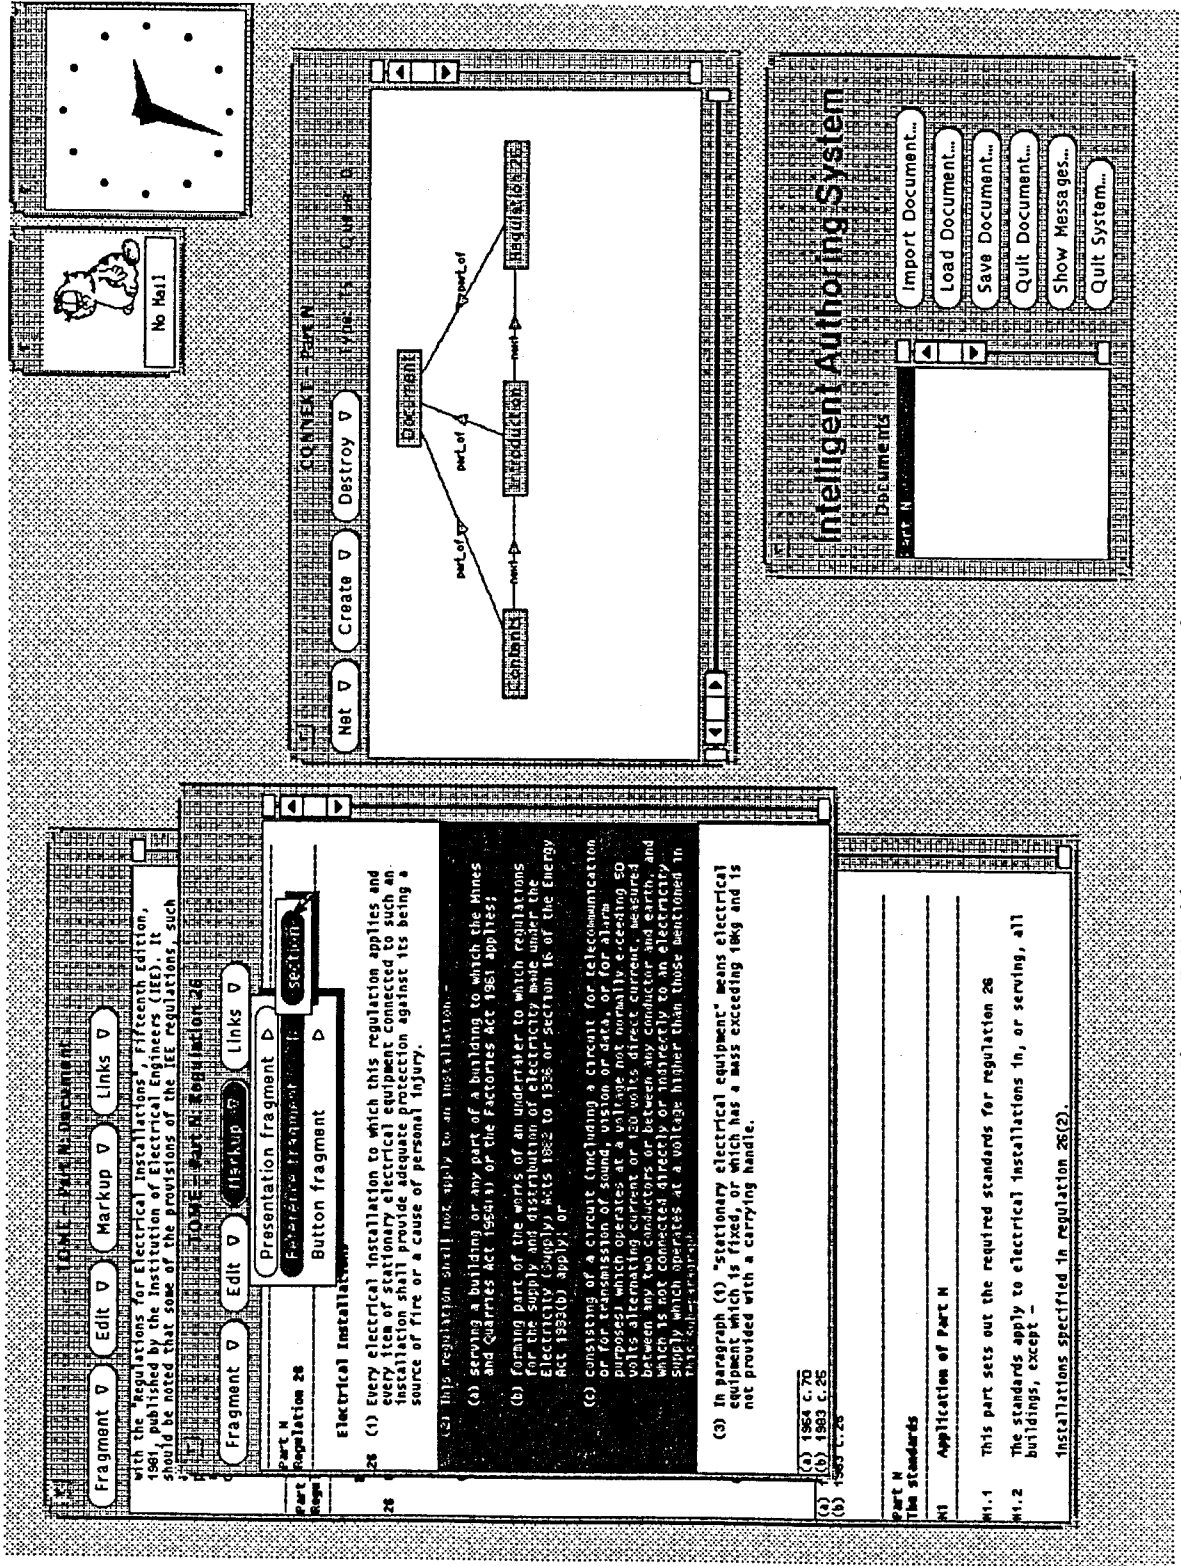 TOME - Part N: Document
Fragment
Edit
Markup
Links
with the "Regulations for Electrical Installations", Fifteenth Edition,
1981, published by the Institution of Electrical Engineers (IEE). It
should be noted that some of the provisions of the IEE regulations, such
TOME - Part N: Regulation 26
Fragment
Edit
Markup
Links
Presentation fragment
Reference fragment
section
Button fragment
Part N
Regulation 26
Electrical Installations
26 (1) Every electrical installation to which this regulation applies and
every item of stationary electrical equipment connected to such an
installation shall provide adequate protection against its being a
source of fire or a cause of personal injury.
(2) This regulation shall not apply to an installation -
(a) serving a building or any part of a building to which the Mines
and Quarries Act 1954(a) or the Factories Act 1961 applies;
(b) forming part of the works of an undertaker to which regulations
for the supply and distribution of electricity made under the
Electricity (Supply) Acts 1882 to 1936 or section 16 of the Energy
Act 1983(b) apply; or
(c) consisting of a circuit (including a circuit for telecommunication
or for transmission of sound, vision or data, or for alarm
purposes) which operates at a voltage not normally exceeding 50
volts alternating current or 120 volts direct current, measured
between any two conductors or between any conductor and earth, and
which is not connected directly or indirectly to an electricity
supply which operates at a voltage higher than those mentioned in
this sub-paragraph.
(3) In paragraph (1) "stationary electrical equipment" means electrical
equipment which is fixed, or which has a mass exceeding 18kg and is
not provided with a carrying handle.
(a) 1954 c.70
(b) 1983 c.25
Part
Regu
26
(a)
(b) 1983 c.25
Part N
The standards
N1 Application of Part N
N1.1 This part sets out the required standards for regulation 26
N1.2 The standards apply to electrical installations in, or serving, all
buildings, except -
installations specified in regulation 26(2).
No Mail
CONNEKT - Part N
Net
Create
Destroy
Document
part_of
part_of
part_of
Contents
next
Introduction
next
Regulation 26
Intelligent Authoring System
Documents
Part N
Import Document...
Load Document...
Save Document...
Quit Document...
Show Messages...
Quit System...